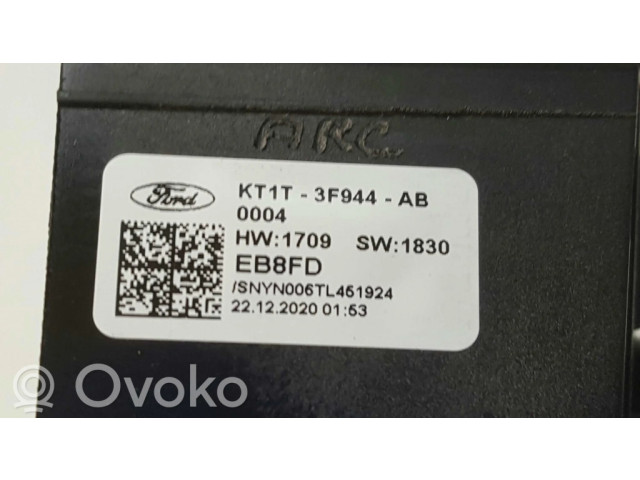 ARC
Ford
KT1T - 3F944 - AB
0004
HW:1709 SW:1830
EB8FD
/SNYN006TL451924
22.12.2020 01:53
Ovoko